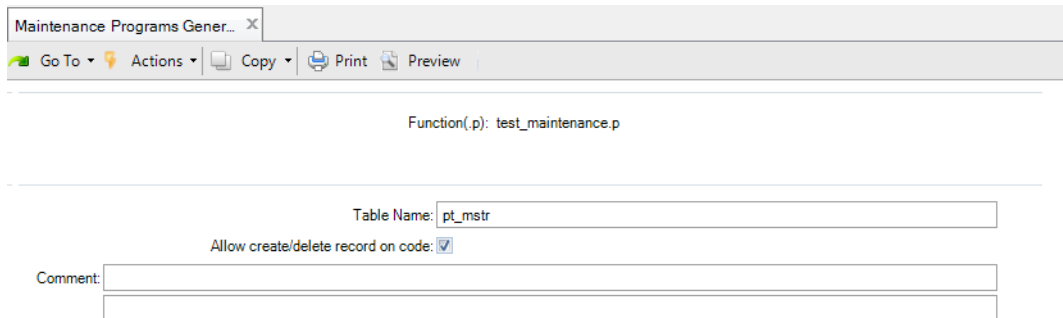 Maintenance Programs Gener...
Go To Actions Copy Print Preview
Function(.p): test_maintenance.p
Table Name: pt_mstr
Allow create/delete record on code:
Comment: